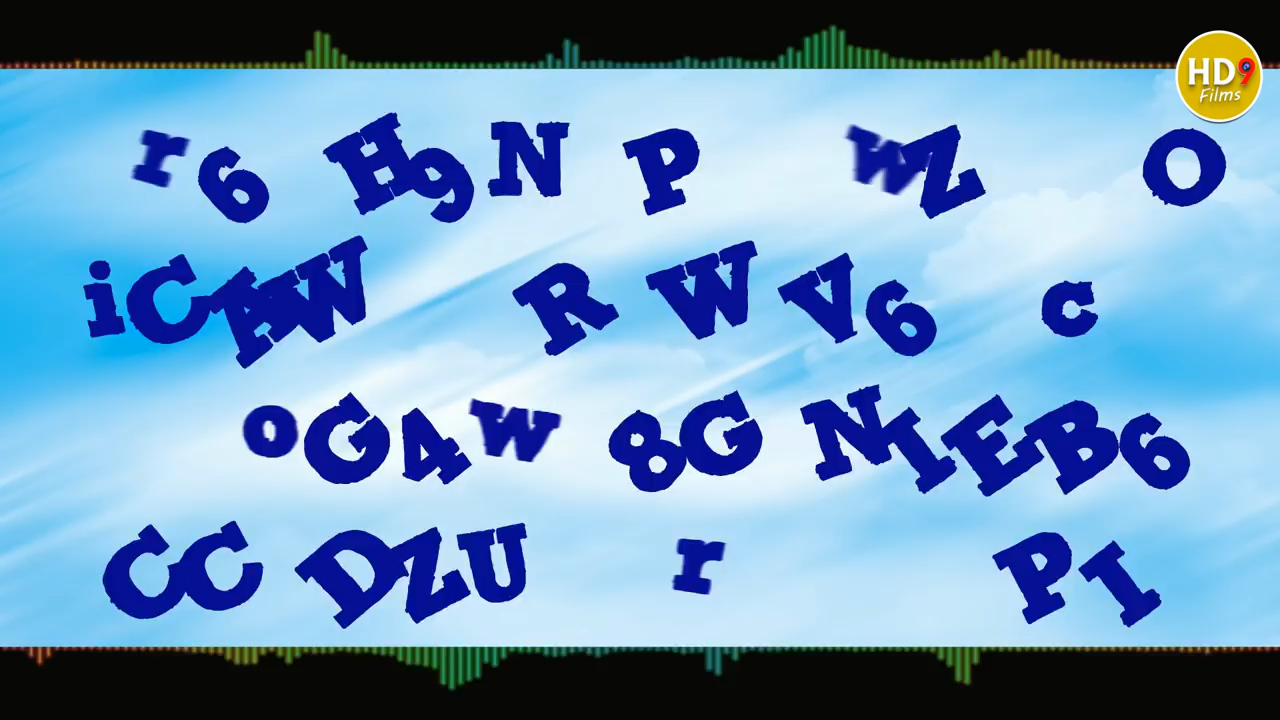 HD9
Films
r6 H9N P wZ O
iCAW R W V6 c
oG4w 8G NIEB6
CC DZU r PI